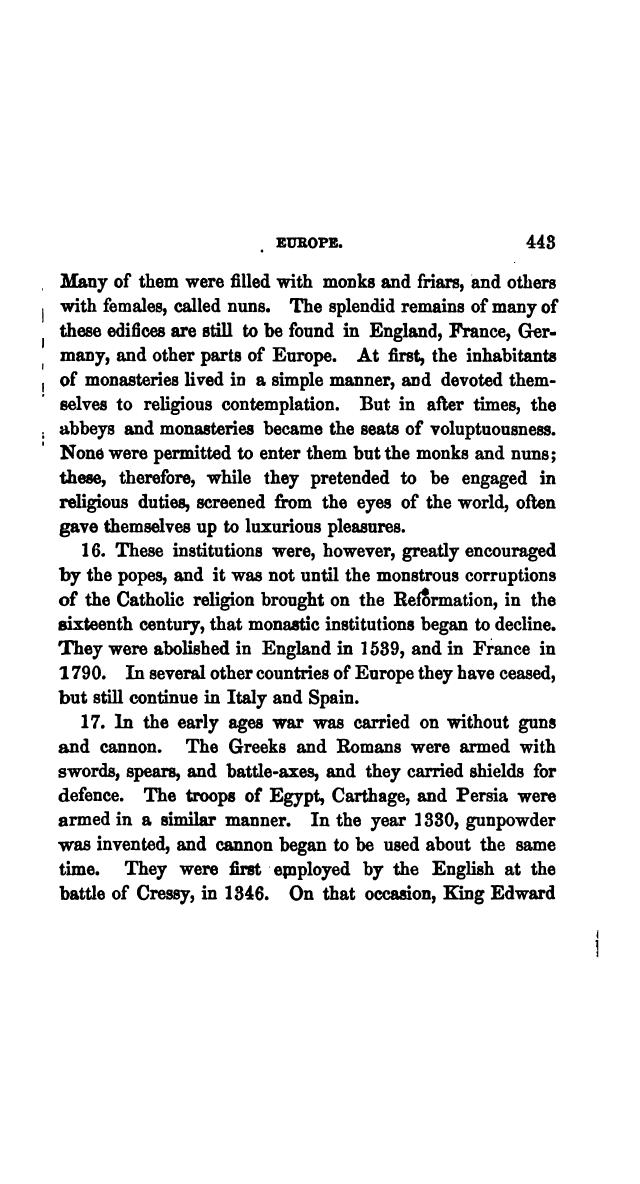 EUROPE. 443
Many of them were filled with monks and friars, and others
with females, called nuns. The splendid remains of many of
these edifices are still to be found in England, France, Ger-
many, and other parts of Europe. At first, the inhabitants
of monasteries lived in a simple manner, and devoted them-
selves to religious contemplation. But in after times, the
abbeys and monasteries became the seats of voluptuousness.
None were permitted to enter them but the monks and nuns;
these, therefore, while they pretended to be engaged in
religious duties, screened from the eyes of the world, often
gave themselves up to luxurious pleasures.
16. These institutions were, however, greatly encouraged
by the popes, and it was not until the monstrous corruptions
of the Catholic religion brought on the Reformation, in the
sixteenth century, that monastic institutions began to decline.
They were abolished in England in 1539, and in France in
1790. In several other countries of Europe they have ceased,
but still continue in Italy and Spain.
17. In the early ages war was carried on without guns
and cannon. The Greeks and Romans were armed with
swords, spears, and battle-axes, and they carried shields for
defence. The troops of Egypt, Carthage, and Persia were
armed in a similar manner. In the year 1330, gunpowder
was invented, and cannon began to be used about the same
time. They were first employed by the English at the
battle of Cressy, in 1346. On that occasion, King Edward